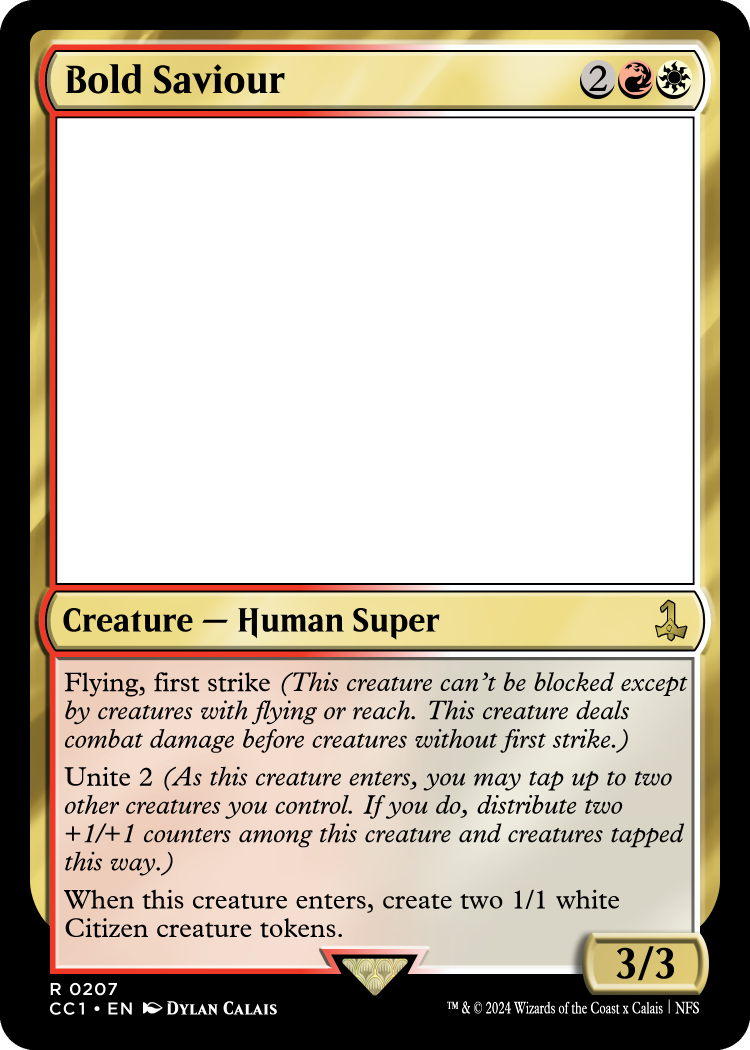 Bold Saviour 2
Creature — Human Super
Flying, first strike (This creature can't be blocked except
by creatures with flying or reach. This creature deals
combat damage before creatures without first strike.)
Unite 2 (As this creature enters, you may tap up to two
other creatures you control. If you do, distribute two
+1/+1 counters among this creature and creatures tapped
this way.)
When this creature enters, create two 1/1 white
Citizen creature tokens.
3/3
R 0207
CC1 • EN Dylan Calais
™ & © 2024 Wizards of the Coast x Calais | NFS